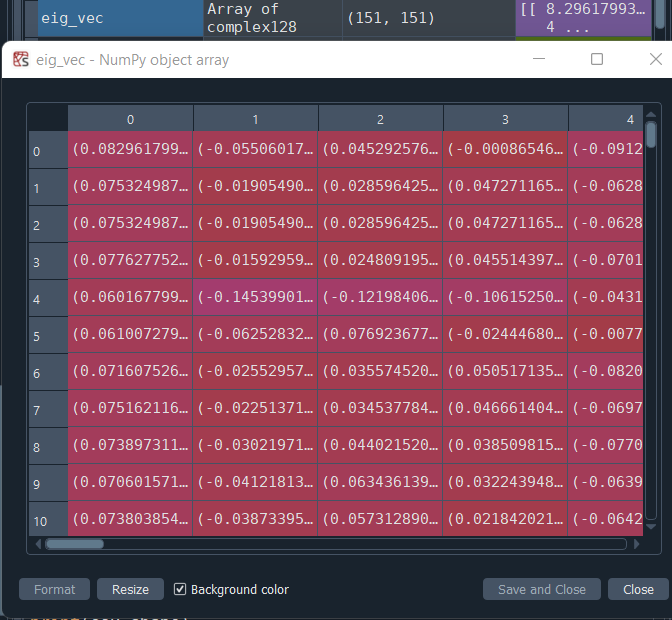 eig_vec Array of complex128 (151, 151) [[ 8.29617993… 4 ...
eig_vec - NumPy object array
0 1 2 3 4
0 (0.082961799… (-0.05506017… (0.045292576… (-0.00086546… (-0.0912
1 (0.075324987… (-0.01905490… (0.028596425… (0.047271165… (-0.0628
2 (0.075324987… (-0.01905490… (0.028596425… (0.047271165… (-0.0628
3 (0.077627752… (-0.01592959… (0.024809195… (0.045514397… (-0.0701
4 (0.060167799… (-0.14539901… (-0.12198406… (-0.10615250… (-0.0431
5 (0.061007279… (-0.06252832… (0.076923677… (-0.02444680… (-0.0077
6 (0.071607526… (-0.02552957… (0.035574520… (0.050517135… (-0.0820
7 (0.075162116… (-0.02251371… (0.034537784… (0.046661404… (-0.0697
8 (0.073897311… (-0.03021971… (0.044021520… (0.038509815… (-0.0770
9 (0.070601571… (-0.04121813… (0.063436139… (0.032243948… (-0.0639
10 (0.073803854… (-0.03873395… (0.057312890… (0.021842021… (-0.0642
Format Resize Background color Save and Close Close